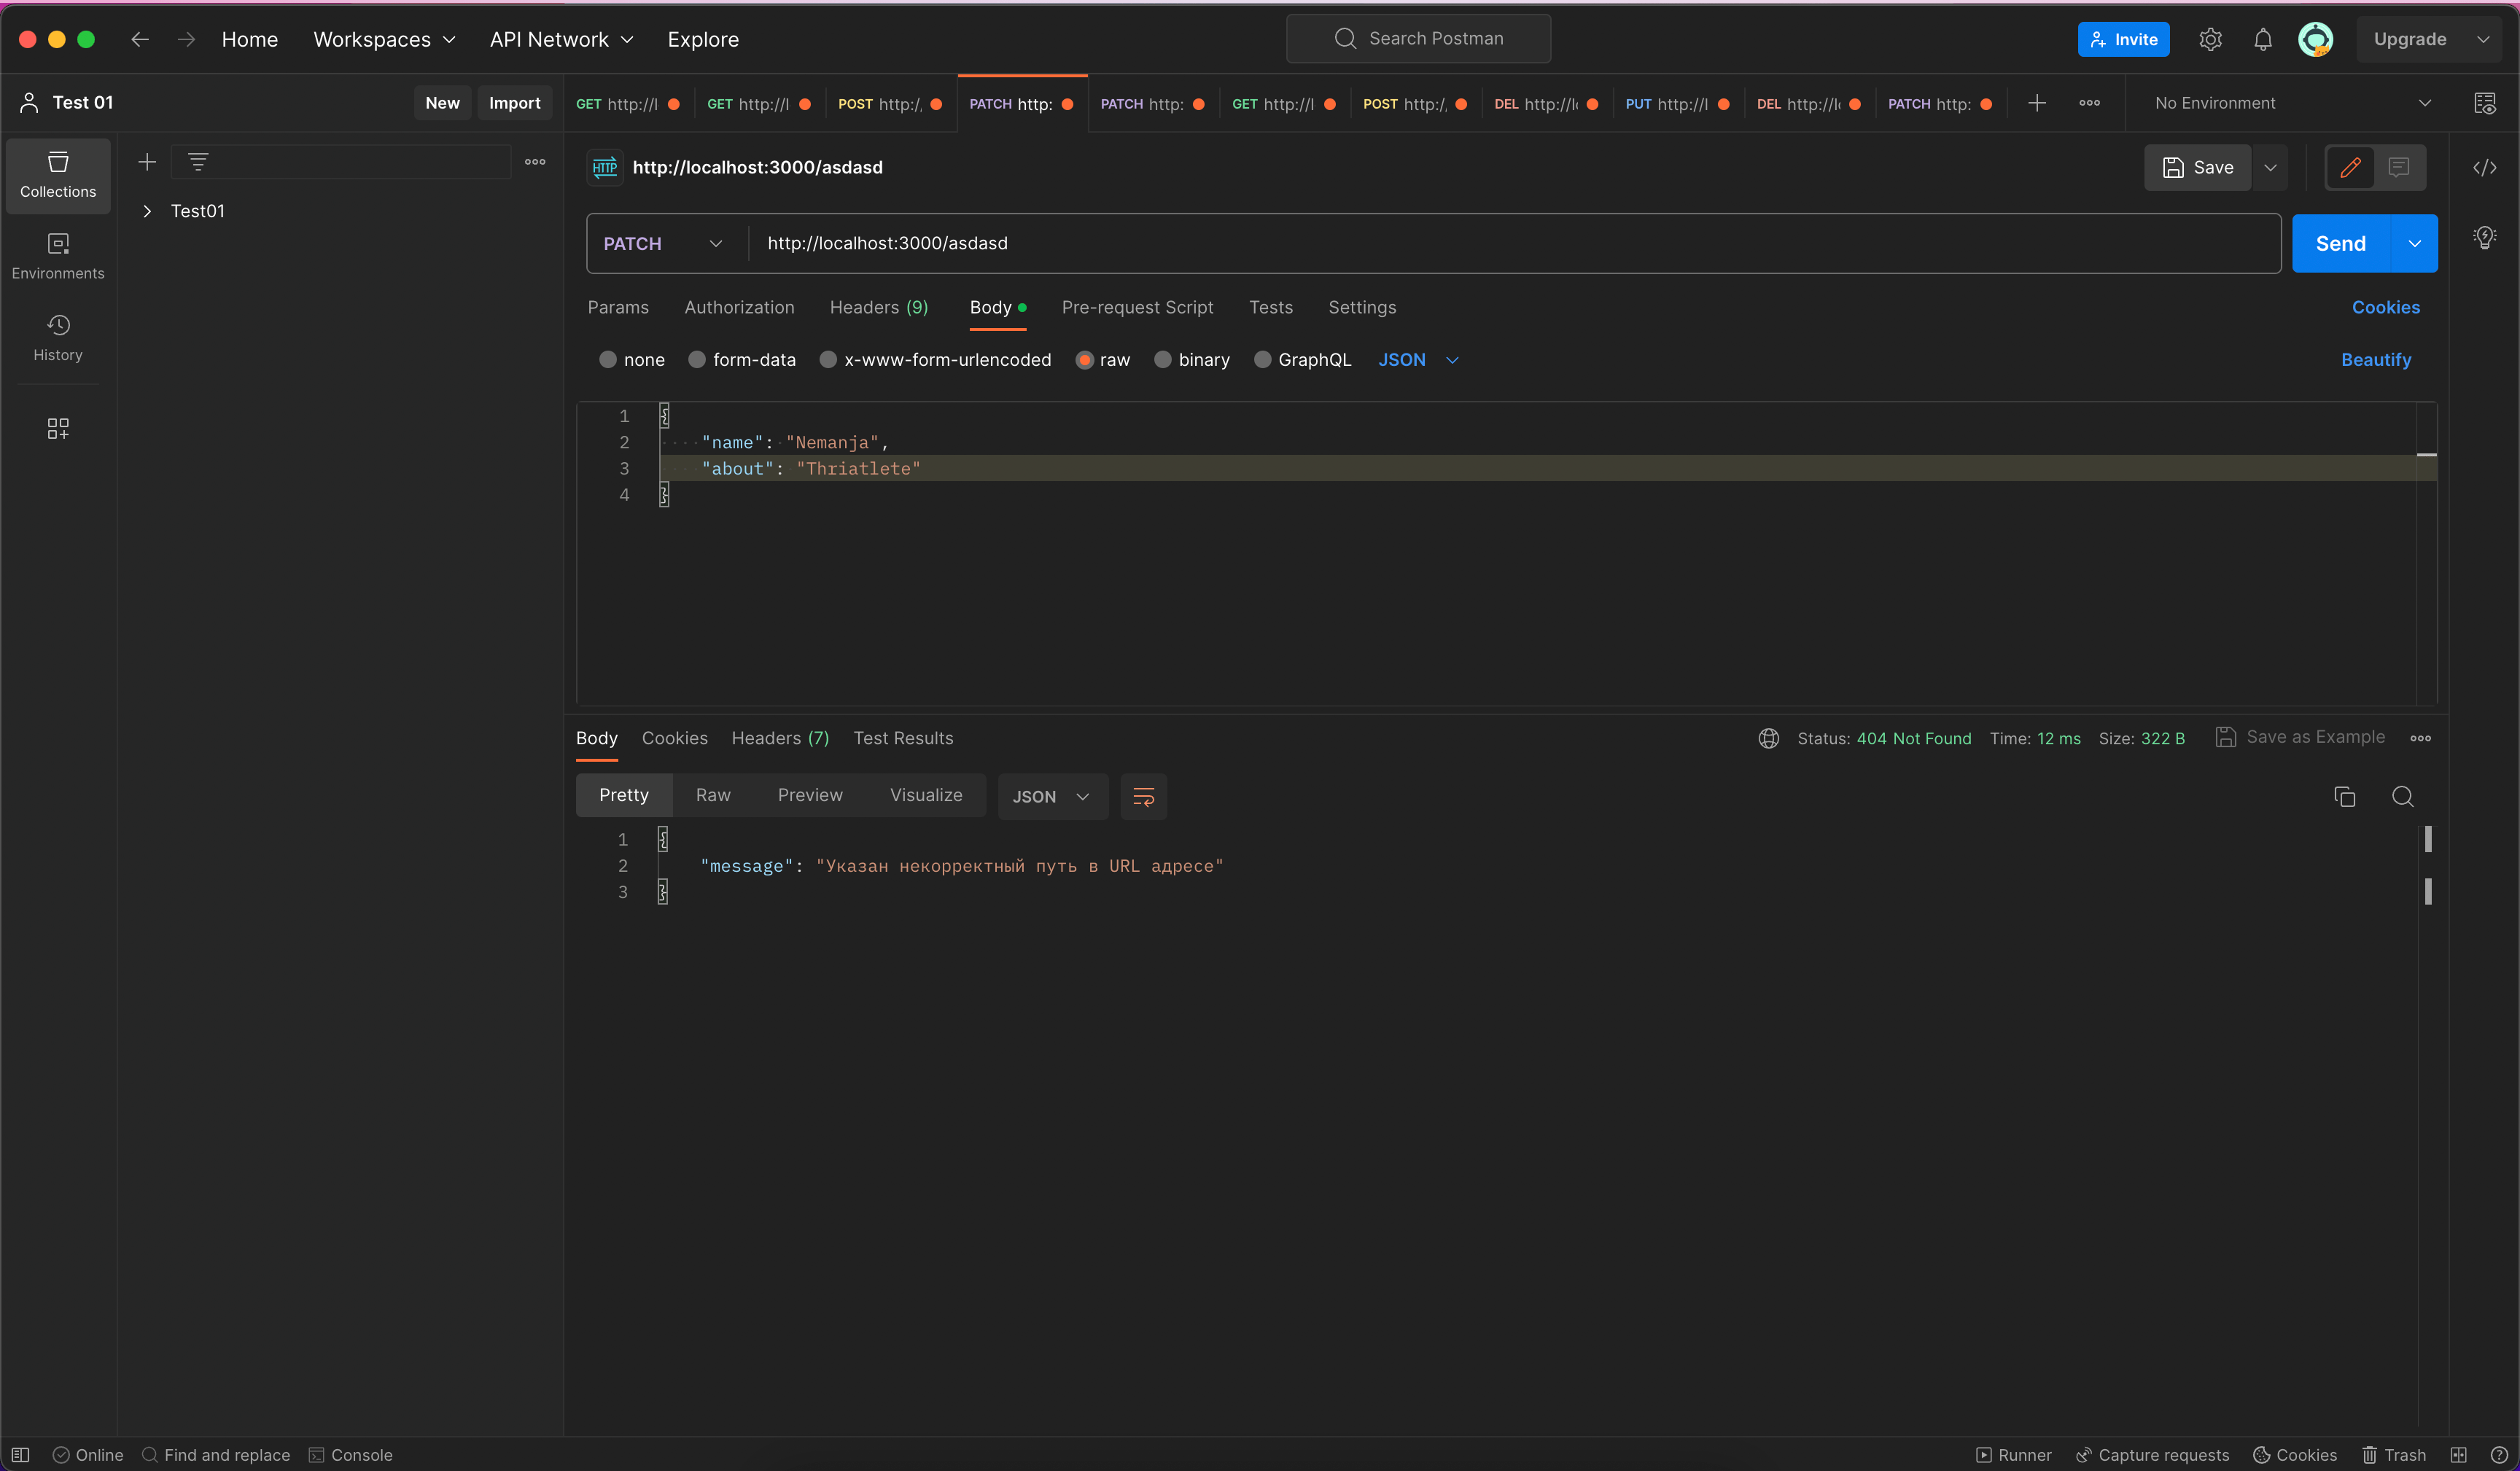 Home Workspaces API Network Explore Search Postman Invite Upgrade
Test 01 New Import GET http://l GET http://l POST http:/, PATCH http: PATCH http: GET http://l POST http:/, DEL http://l PUT http://l DEL http://l PATCH http: No Environment
Collections
Environments
History
Test01
HTTP http://localhost:3000/asdasd Save
PATCH http://localhost:3000/asdasd Send
Params Authorization Headers (9) Body Pre-request Script Tests Settings Cookies
none form-data x-www-form-urlencoded raw binary GraphQL JSON Beautify
1 {
2 "name": "Nemanja",
3 "about": "Thriatlete"
4 }
Body Cookies Headers (7) Test Results Status: 404 Not Found Time: 12 ms Size: 322 B Save as Example
Pretty Raw Preview Visualize JSON
1 {
2 "message": "Указан некорректный путь в URL адресе"
3 }
Online Find and replace Console Runner Capture requests Cookies Trash